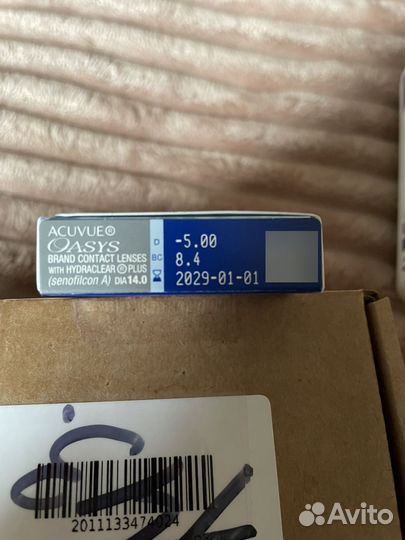 ACUVUE®
OASYS
BRAND CONTACT LENSES
WITH HYDRACLEAR® PLUS
(senofilcon A) DIA14.0
D -5.00
BC 8.4
2029-01-01
2011133474024
Avito